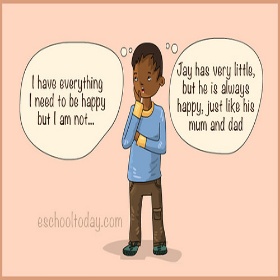 I have everything
I need to be happy
but I am not...
Jay has very little,
but he is always
happy, just like his
mum and dad
eschooltoday.com